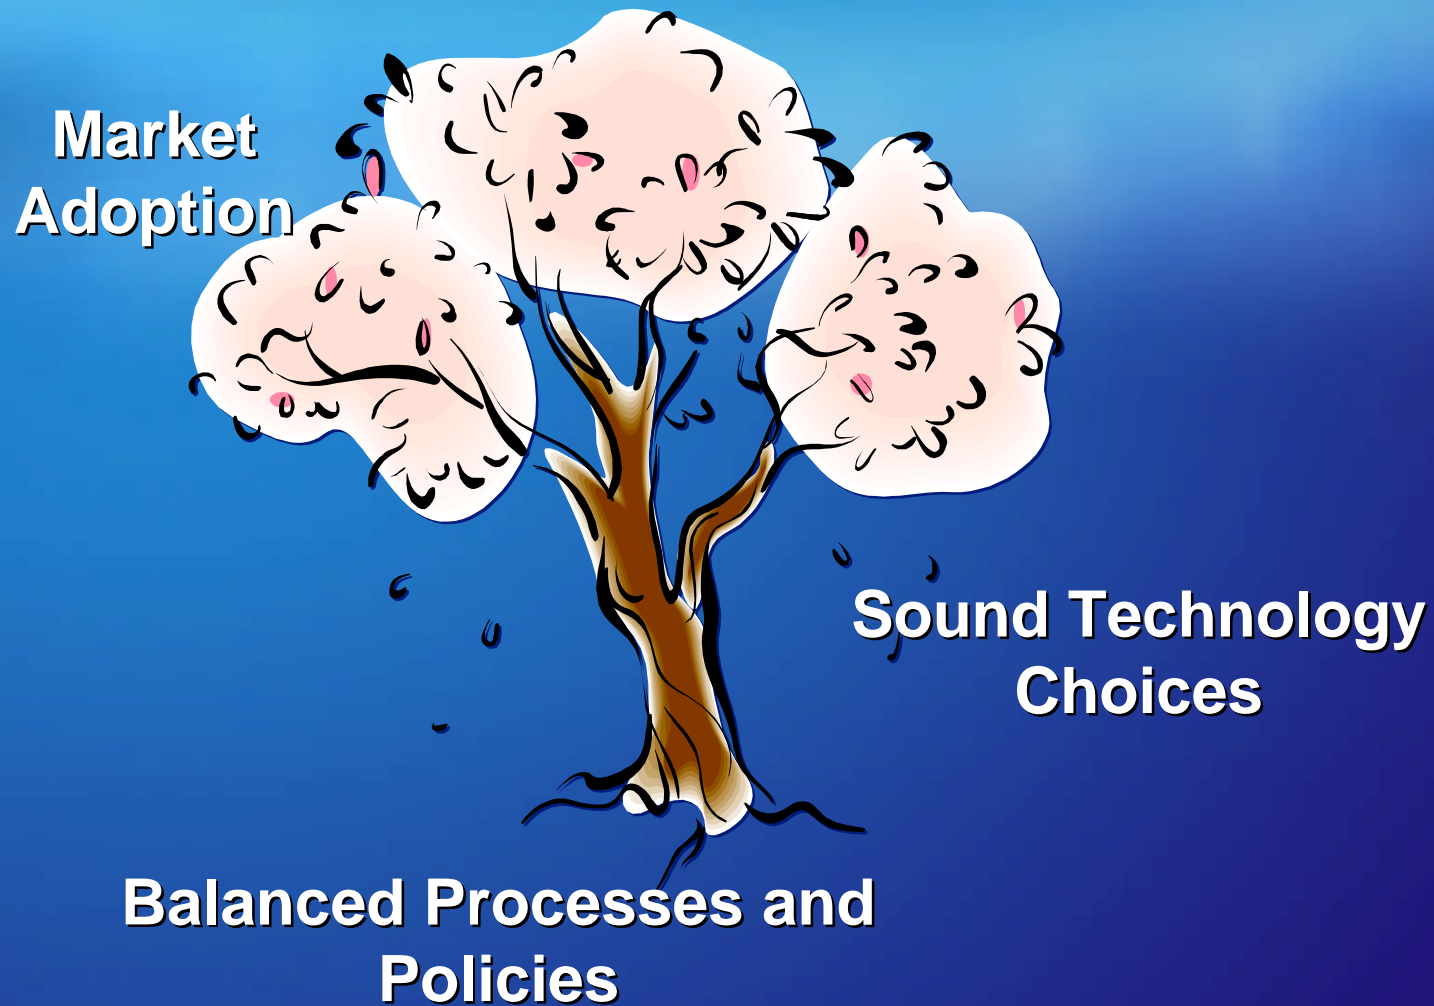 Market
Adoption
Sound Technology
Choices
Balanced Processes and
Policies